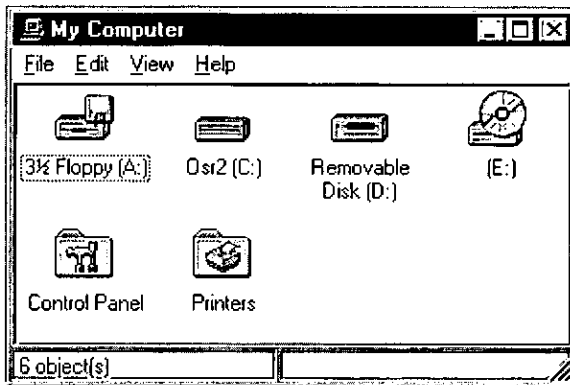 My Computer
File Edit View Help
3½ Floppy (A:) Osr2 (C:) Removable Disk (D:) (E:)
Control Panel Printers
6 object(s)